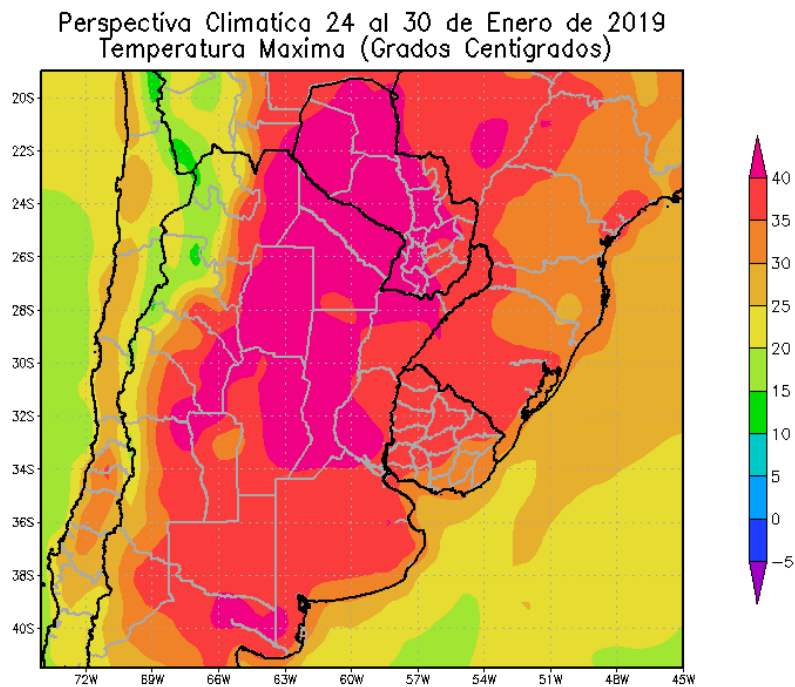 Perspectiva Climatica 24 al 30 de Enero de 2019
Temperatura Maxima (Grados Centigrados)
20S
22S
24S
26S
28S
30S
32S
34S
36S
38S
40S
72W
69W
66W
63W
60W
57W
54W
51W
48W
45W
40
35
30
25
20
15
10
5
0
−5